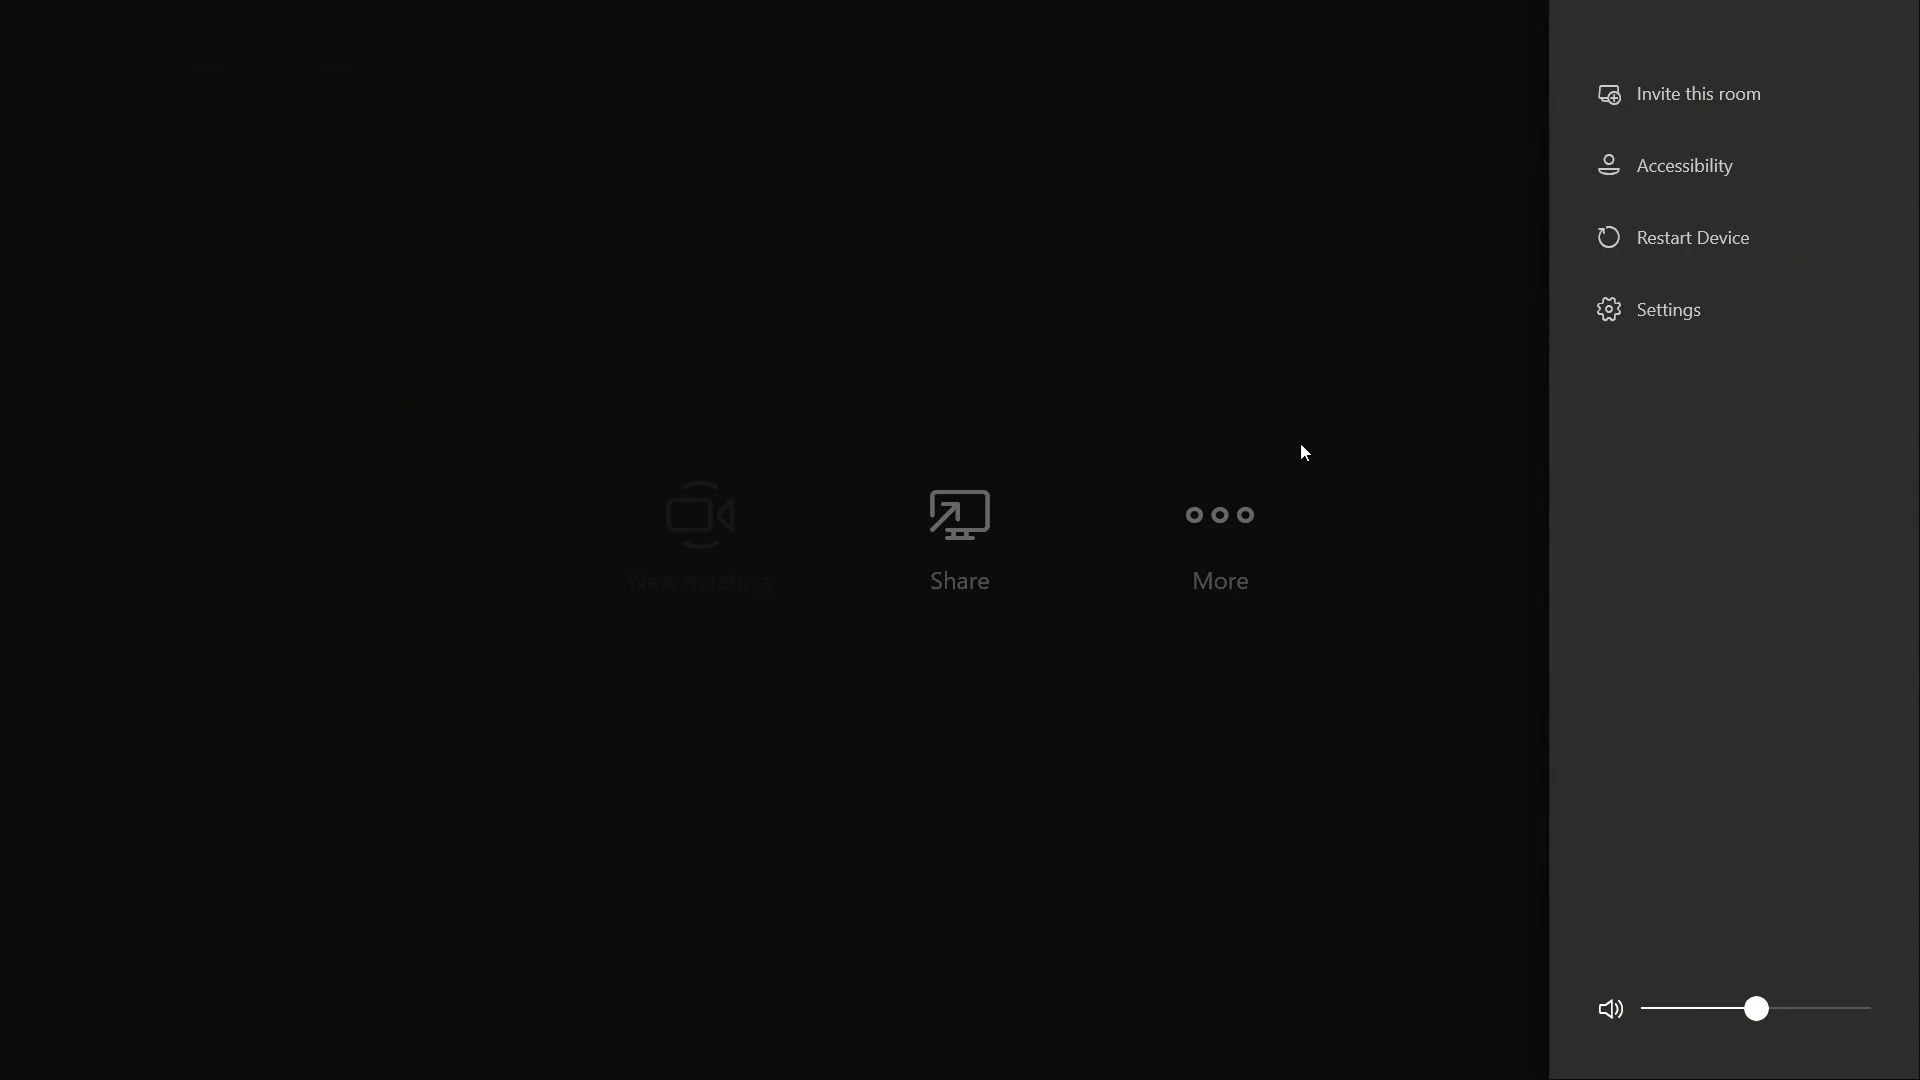 Invite this room
Accessibility
Restart Device
Settings
New meeting
Share
More